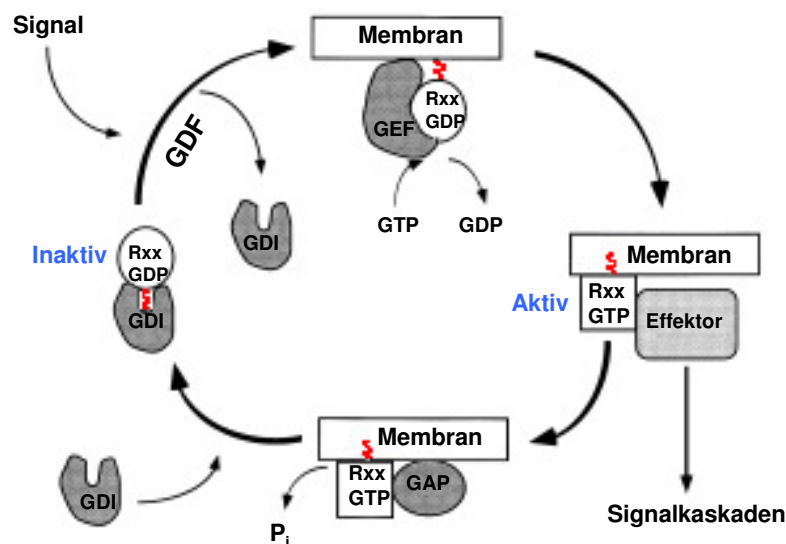 Signal
Membran
GDF
Rxx
GDP
GEF
GTP
GDP
GDI
Inaktiv
Rxx
GDP
GDI
Membran
Aktiv
Rxx
GTP
Effektor
Membran
Rxx
GTP
GAP
GDI
Pi
Signalkaskaden